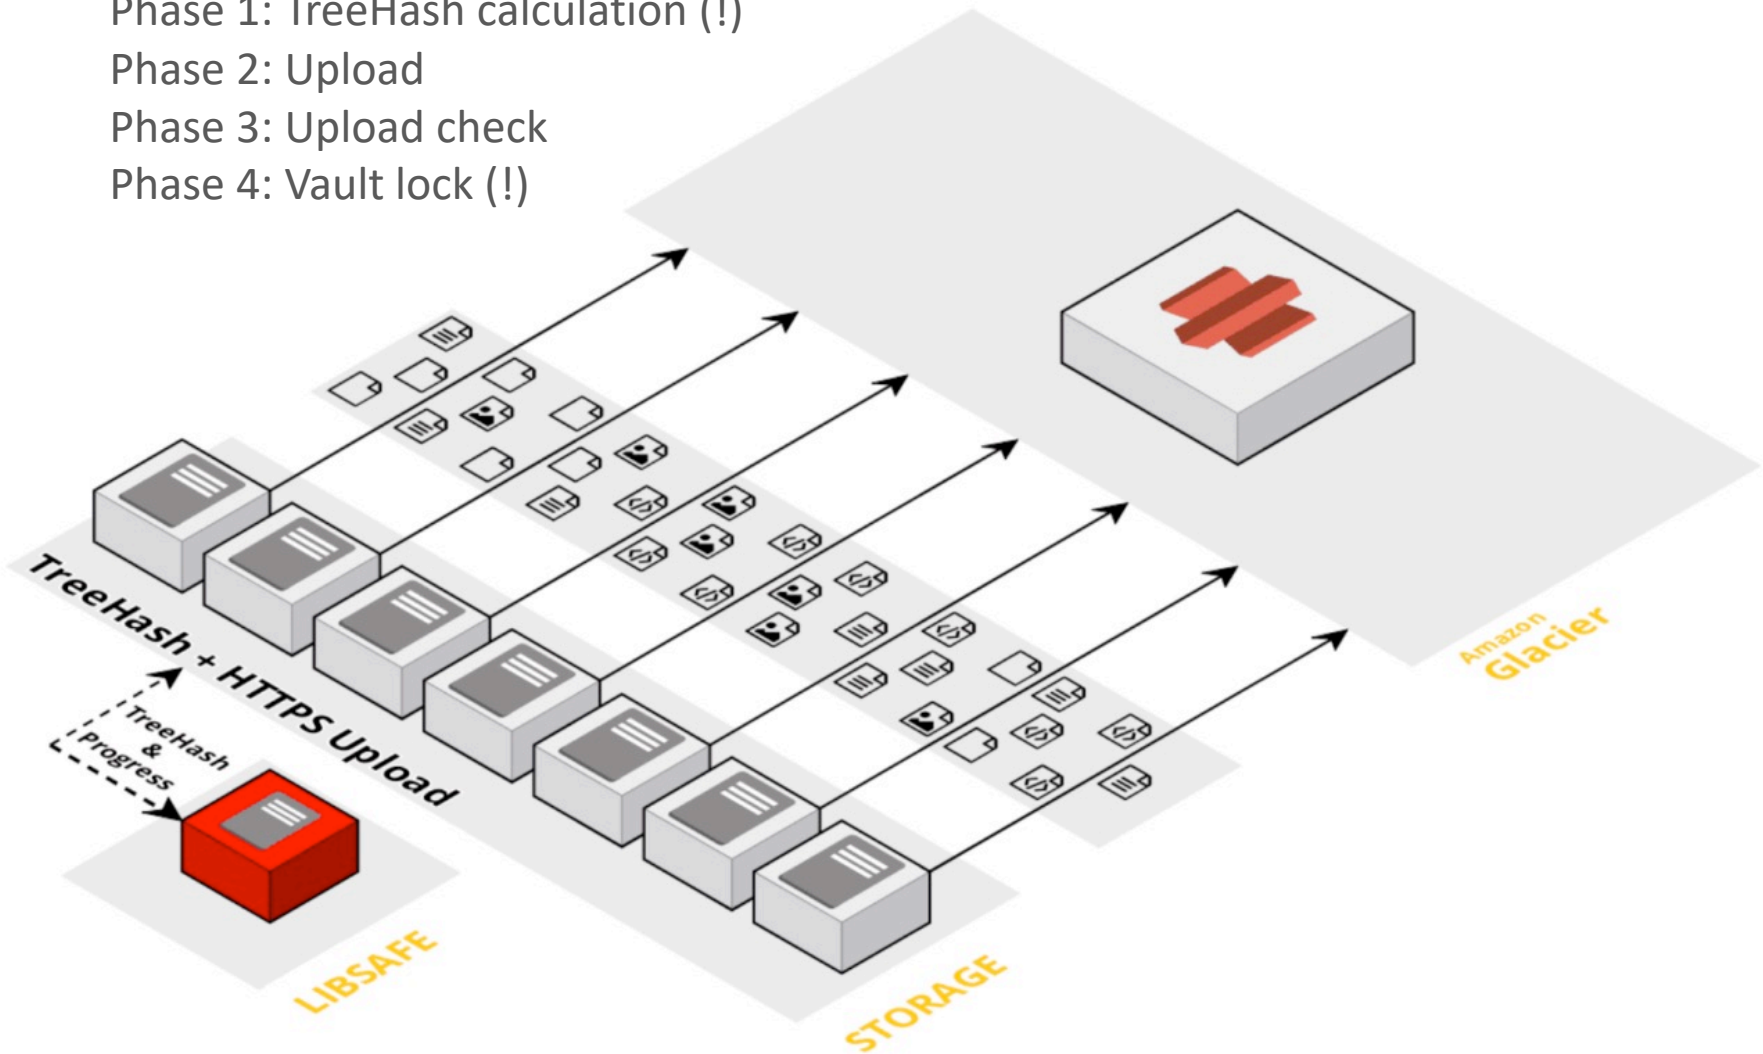 Phase 1: TreeHash calculation (!)
Phase 2: Upload
Phase 3: Upload check
Phase 4: Vault lock (!)
TreeHash + HTTPS Upload
TreeHash
&
Progress
LIBSAFE
STORAGE
Amazon
Glacier